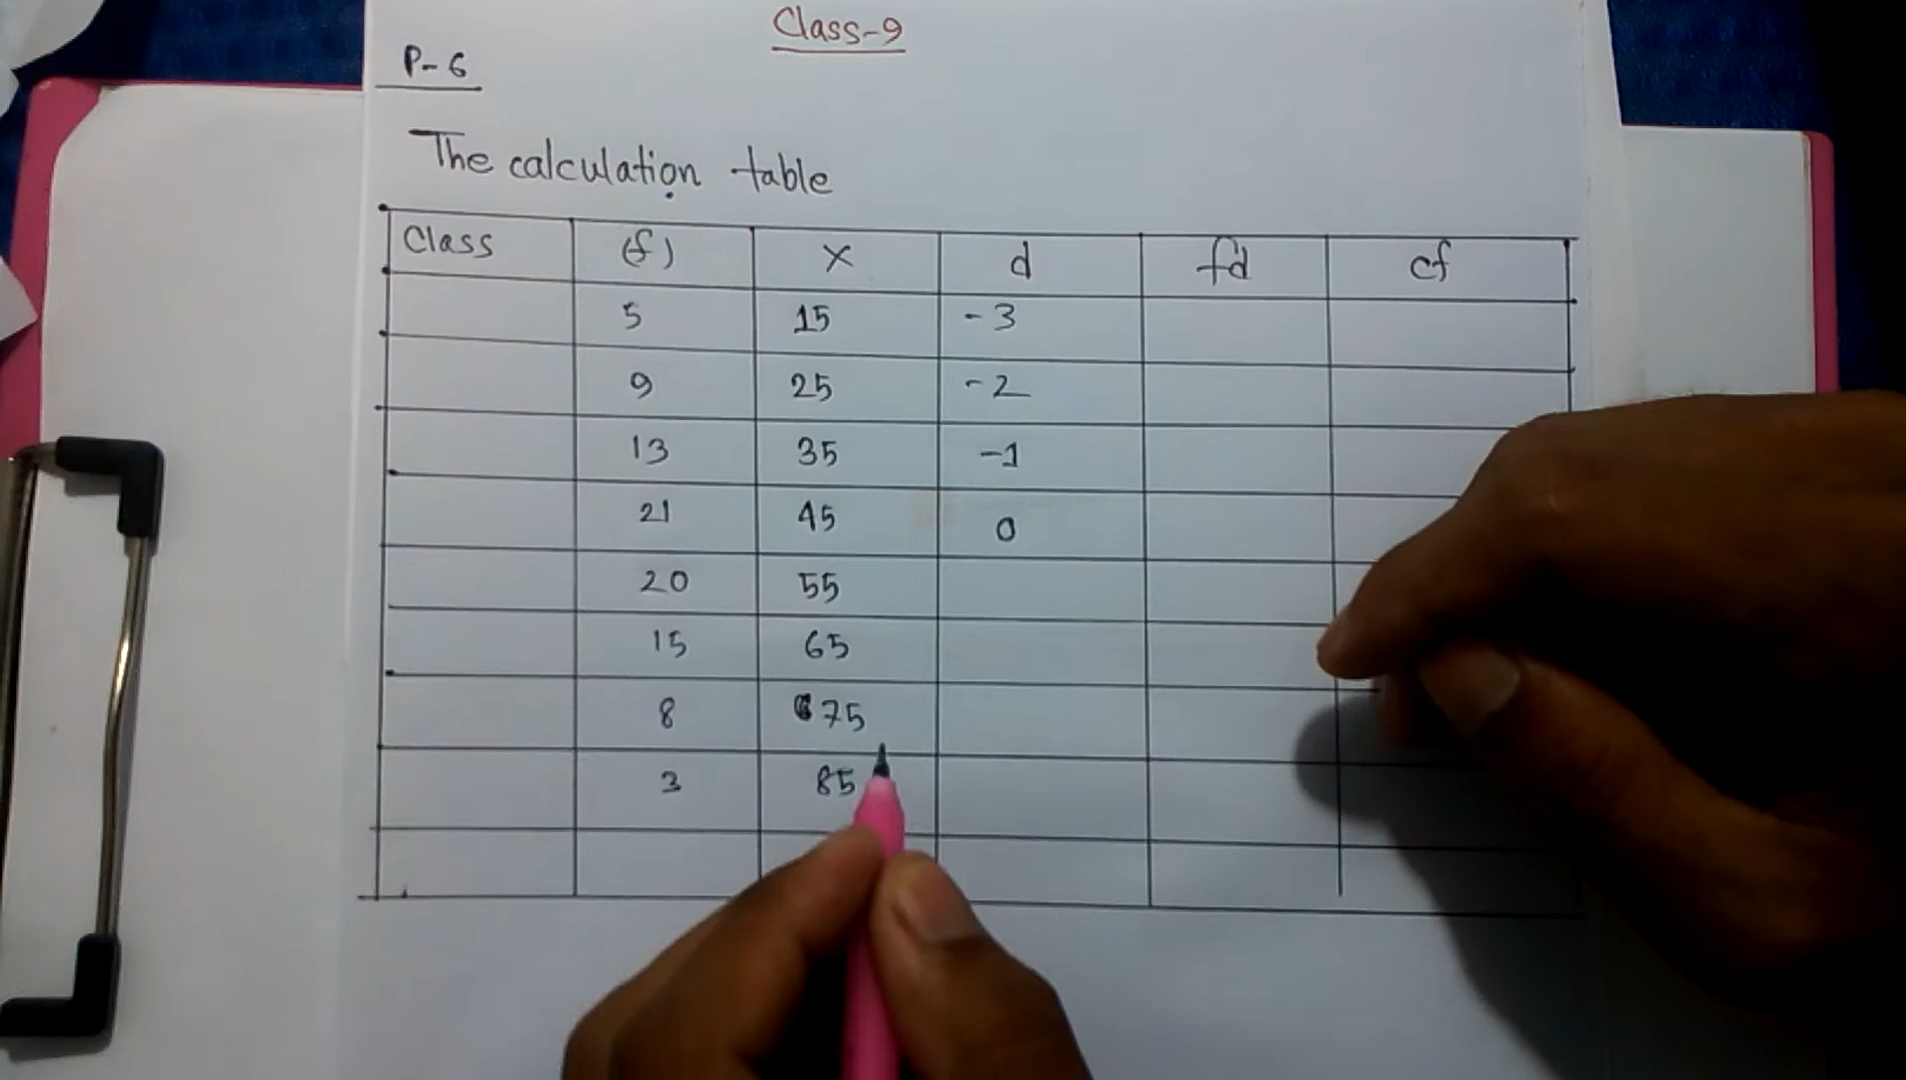 Class-9
P-6
The calculation table
Class (f) x d fd cf
5 15 -3
9 25 -2
13 35 -1
21 45 0
20 55
15 65
8 75
3 85